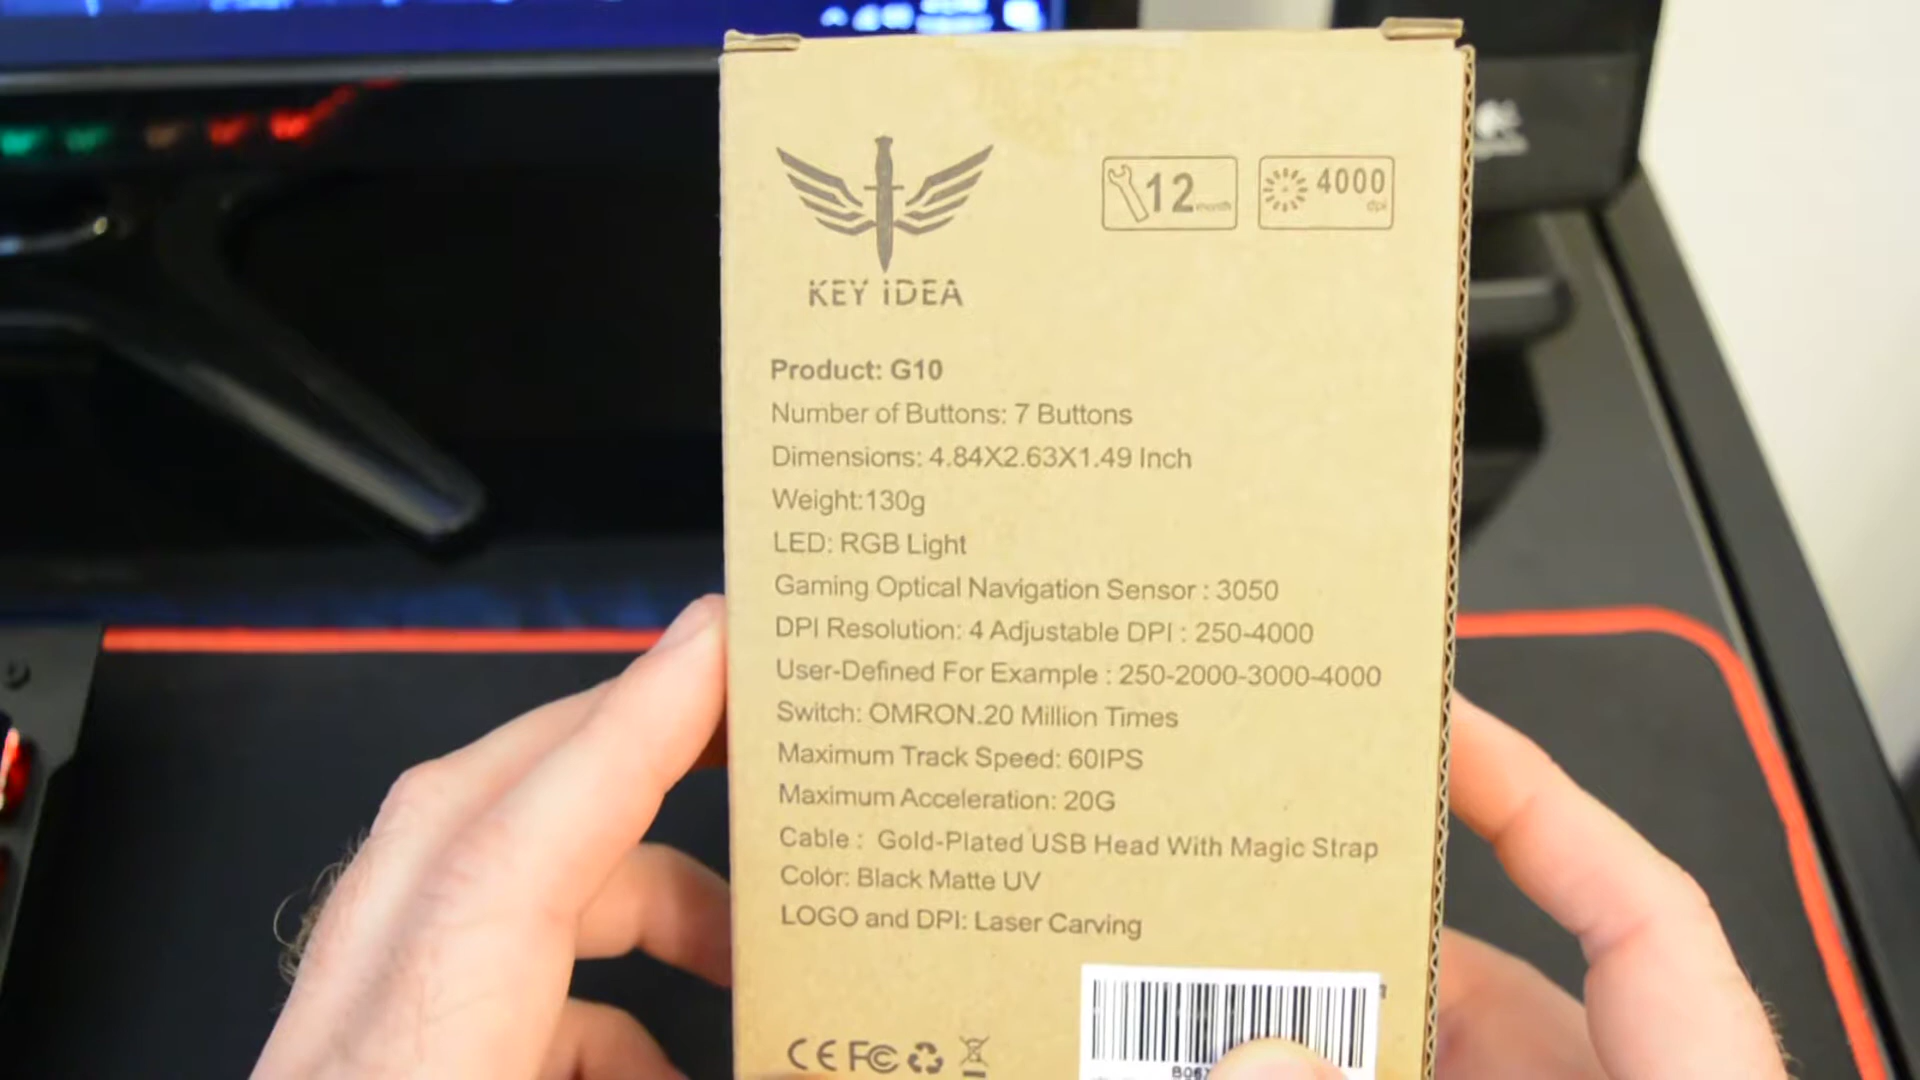 12 month
4000
dpi
KEY iDEA
Product: G10
Number of Buttons: 7 Buttons
Dimensions: 4.84X2.63X1.49 Inch
Weight:130g
LED: RGB Light
Gaming Optical Navigation Sensor : 3050
DPI Resolution: 4 Adjustable DPI : 250-4000
User-Defined For Example : 250-2000-3000-4000
Switch: OMRON.20 Million Times
Maximum Track Speed: 60IPS
Maximum Acceleration: 20G
Cable : Gold-Plated USB Head With Magic Strap
Color: Black Matte UV
LOGO and DPI: Laser Carving
CE FC